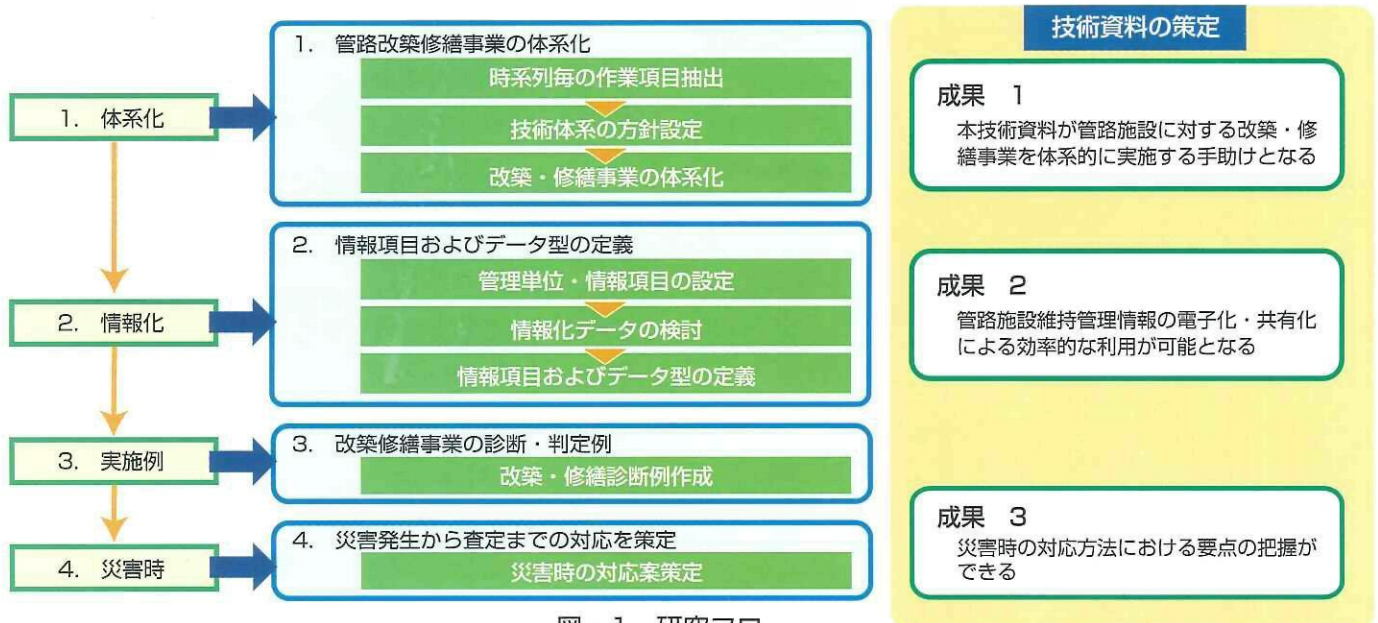 1. 体系化
1. 管路改築修繕事業の体系化
時系列毎の作業項目抽出
技術体系の方針設定
改築・修繕事業の体系化
2. 情報化
2. 情報項目およびデータ型の定義
管理単位・情報項目の設定
情報化データの検討
情報項目およびデータ型の定義
3. 実施例
3. 改築修繕事業の診断・判定例
改築・修繕診断例作成
4. 災害時
4. 災害発生から査定までの対応を策定
災害時の対応案策定
技術資料の策定
成果 1
本技術資料が管路施設に対する改築・修
繕事業を体系的に実施する手助けとなる
成果 2
管路施設維持管理情報の電子化・共有化
による効率的な利用が可能となる
成果 3
災害時の対応方法における要点の把握が
できる